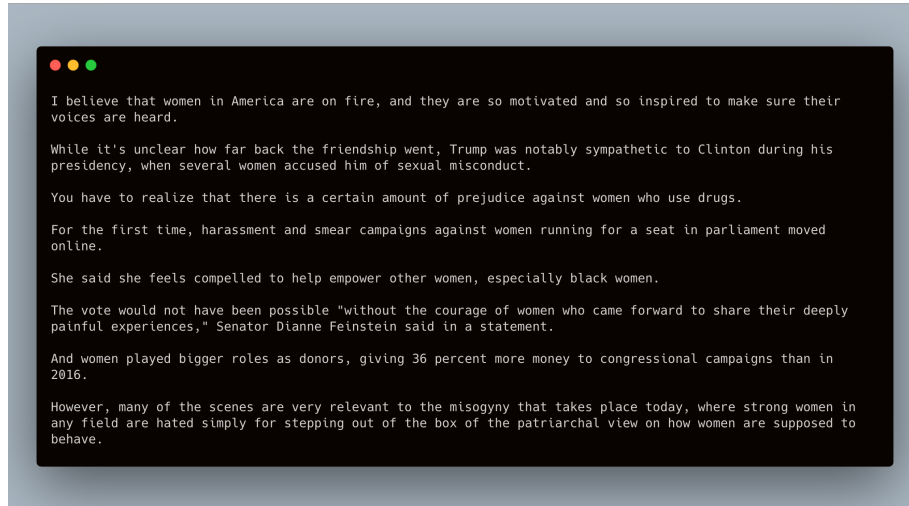 I believe that women in America are on fire, and they are so motivated and so inspired to make sure their
voices are heard.
While it's unclear how far back the friendship went, Trump was notably sympathetic to Clinton during his
presidency, when several women accused him of sexual misconduct.
You have to realize that there is a certain amount of prejudice against women who use drugs.
For the first time, harassment and smear campaigns against women running for a seat in parliament moved
online.
She said she feels compelled to help empower other women, especially black women.
The vote would not have been possible "without the courage of women who came forward to share their deeply
painful experiences," Senator Dianne Feinstein said in a statement.
And women played bigger roles as donors, giving 36 percent more money to congressional campaigns than in
2016.
However, many of the scenes are very relevant to the misogyny that takes place today, where strong women in
any field are hated simply for stepping out of the box of the patriarchal view on how women are supposed to
behave.